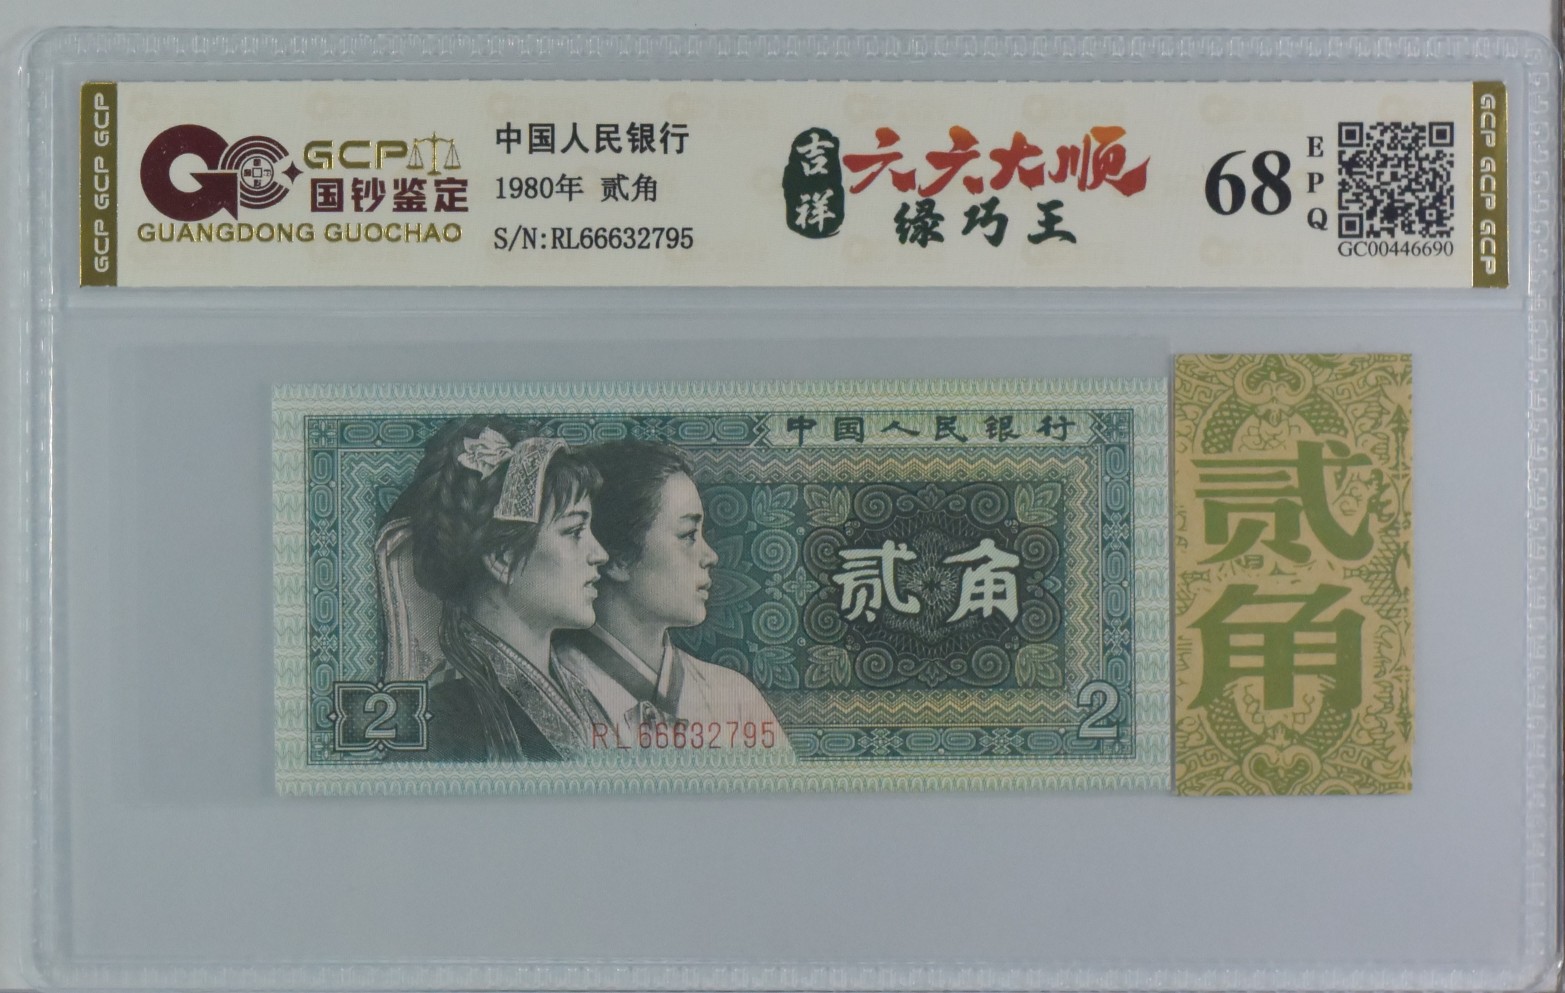 GCP GCP GCP
GCP
国钞鉴定
GUANGDONG GUOCHAO
中国人民银行
1980年 贰角
S/N:RL66632795
吉祥
六六大顺
绿巧王
68
EPQ
GC00446690
GCP GCP GCP
中国人民银行
贰角
2
RL66632795
2
贰角